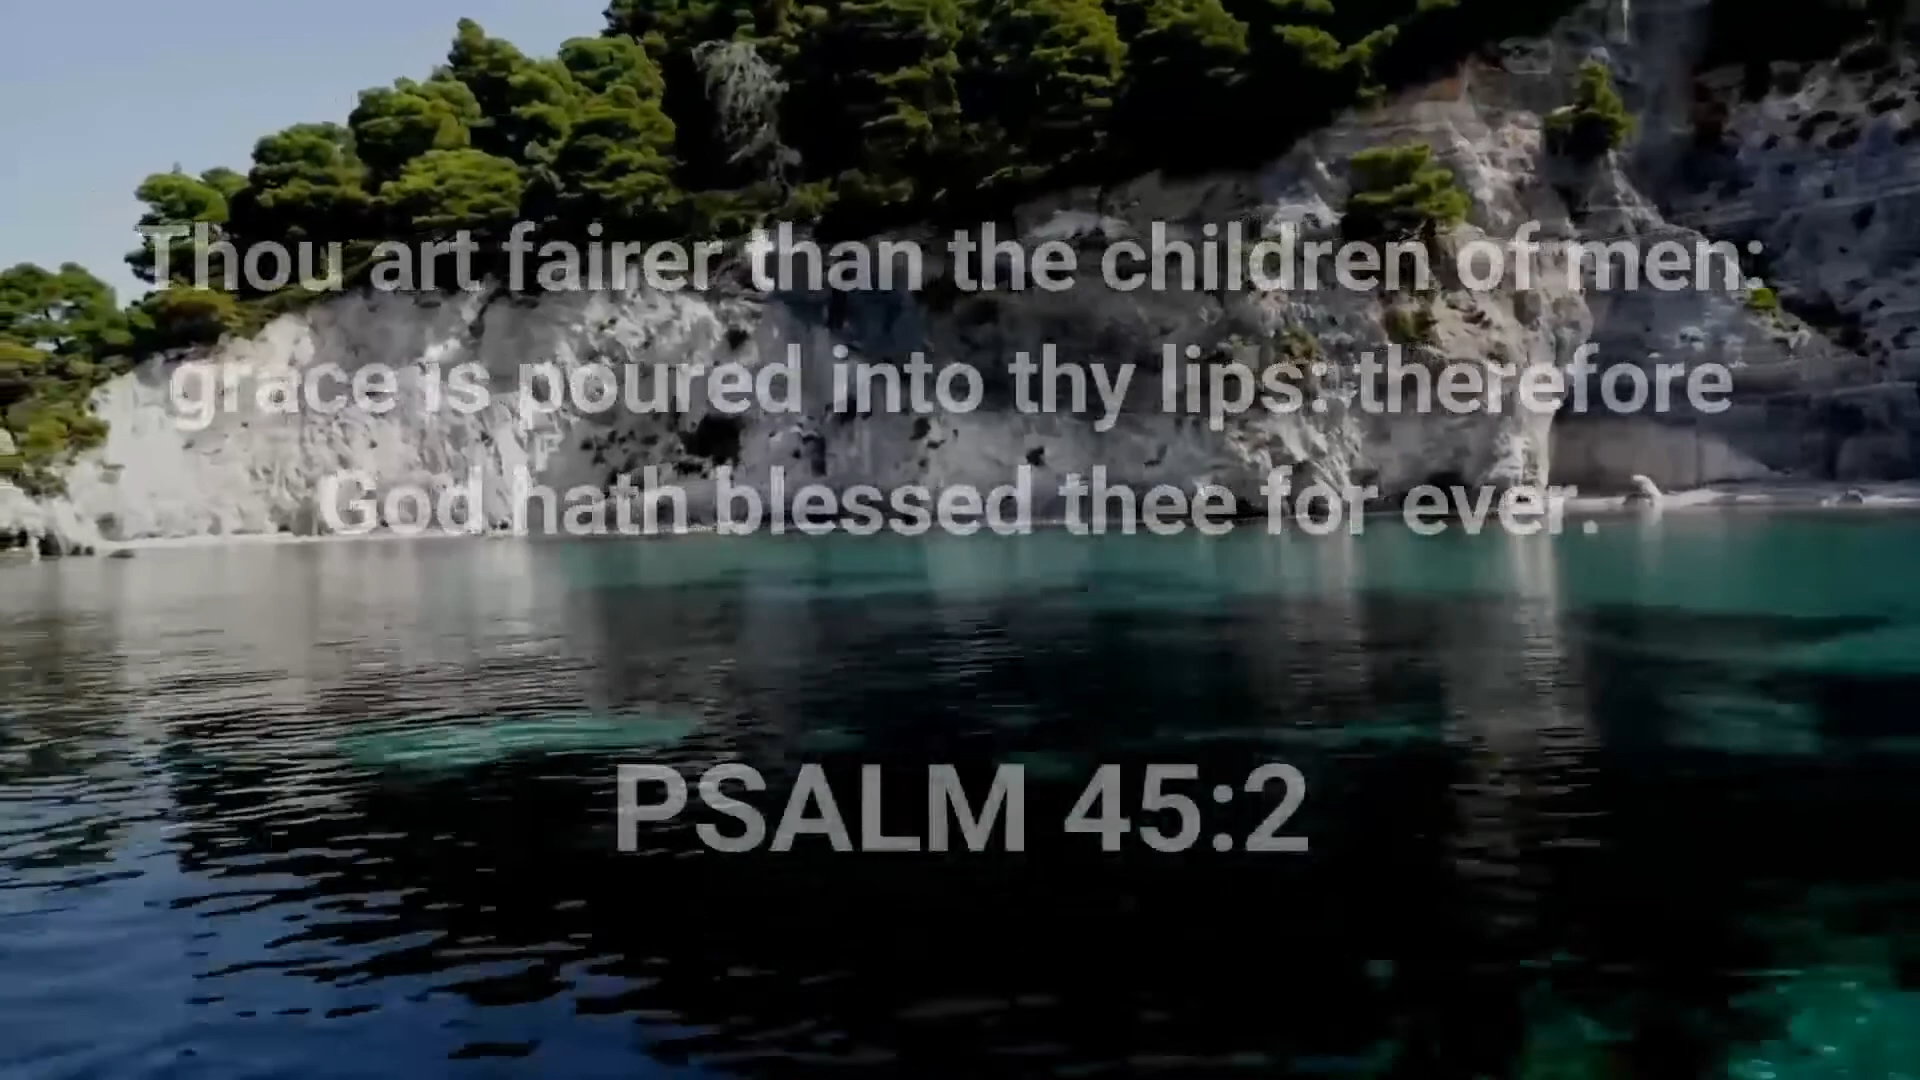 Thou art fairer than the children of men:
grace is poured into thy lips: therefore
God hath blessed thee for ever.
PSALM 45:2